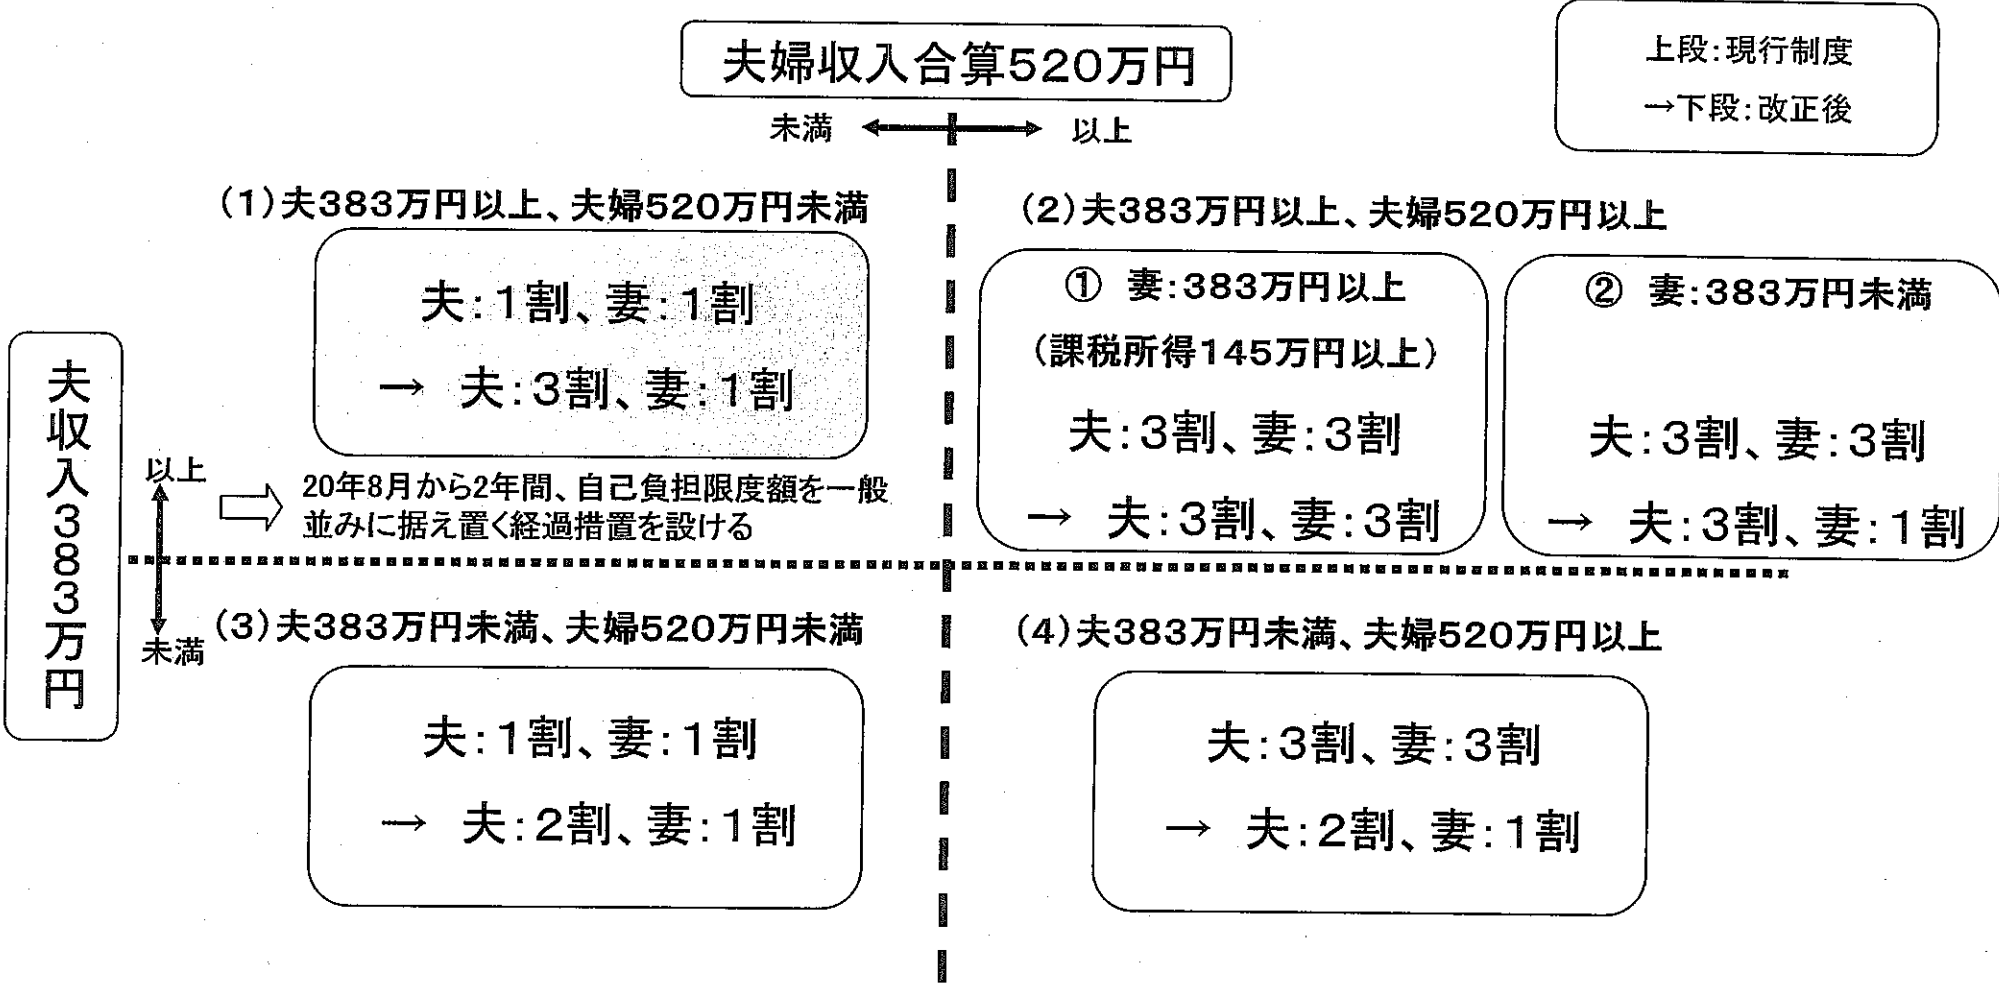 夫婦収入合算520万円
上段:現行制度
→下段:改正後
未満
以上
(1)夫383万円以上、夫婦520万円未満
夫:1割、妻:1割
→ 夫:3割、妻:1割
(2)夫383万円以上、夫婦520万円以上
① 妻:383万円以上
(課税所得145万円以上)
夫:3割、妻:3割
→ 夫:3割、妻:3割
② 妻:383万円未満
夫:3割、妻:3割
→ 夫:3割、妻:1割
夫収入383万円
以上
未満
20年8月から2年間、自己負担限度額を一般
並みに据え置く経過措置を設ける
(3)夫383万円未満、夫婦520万円未満
夫:1割、妻:1割
→ 夫:2割、妻:1割
(4)夫383万円未満、夫婦520万円以上
夫:3割、妻:3割
→ 夫:2割、妻:1割